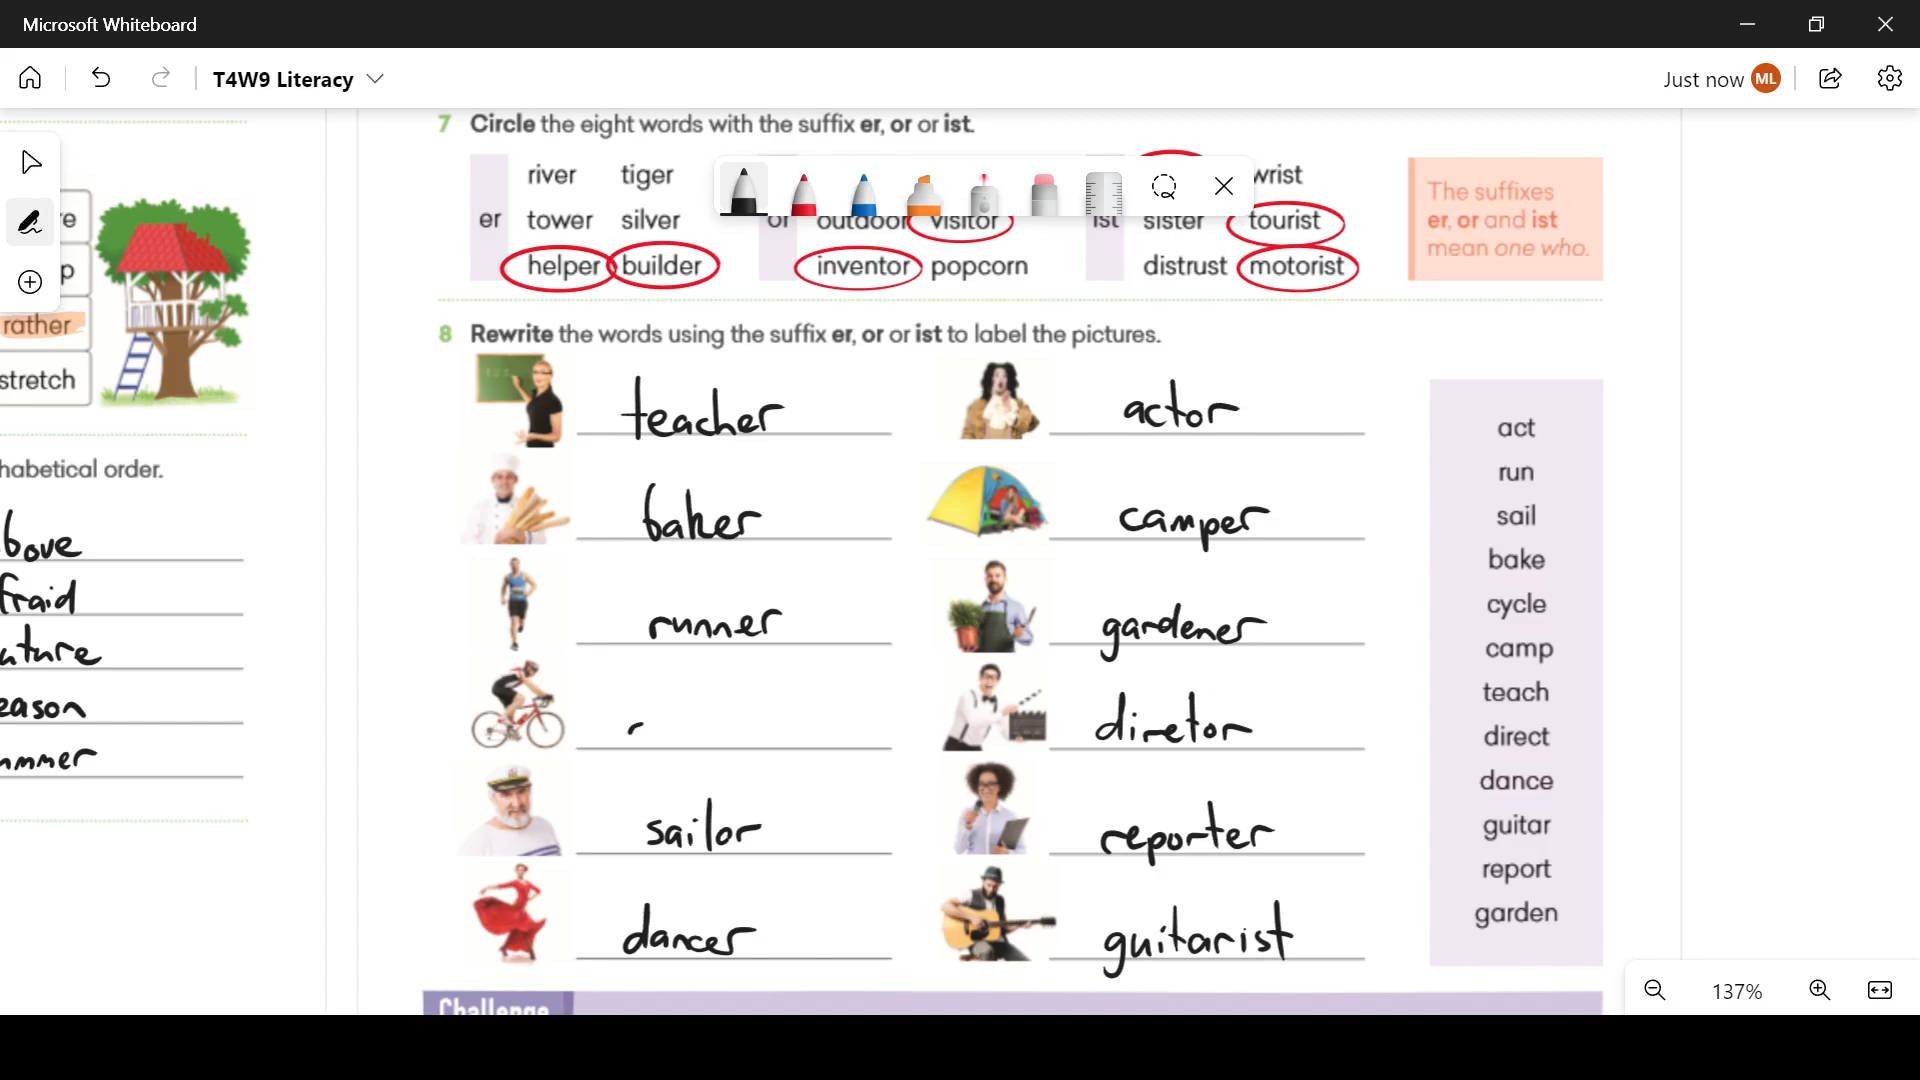 Microsoft Whiteboard
T4W9 Literacy
Just now ML
7 Circle the eight words with the suffix er, or or ist.
river tiger wrist
er tower silver or outdoor visitor ist sister tourist
helper builder inventor popcorn distrust motorist
The suffixes
er, or and ist
mean one who.
8 Rewrite the words using the suffix er, or or ist to label the pictures.
re
p
rather
stretch
habetical order.
bove
fraid
ature
eason
ummer
teacher actor
baker camper
runner gardener
diretor
sailor reporter
dancer guitarist
act
run
sail
bake
cycle
camp
teach
direct
dance
guitar
report
garden
Challenge
137%